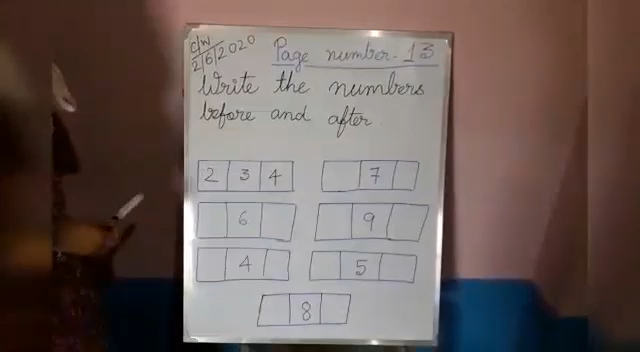 C/W
2/6/2020
Page number - 13
Write the numbers
before and after.
2 3 4
7
6
9
4
5
8